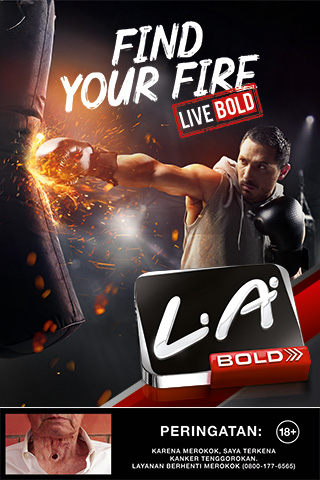 FIND
YOUR FIRE
LIVE BOLD
L.A
BOLD
PERINGATAN: 18+
KARENA MEROKOK, SAYA TERKENA
KANKER TENGGOROKAN.
LAYANAN BERHENTI MEROKOK (0800-177-6565)